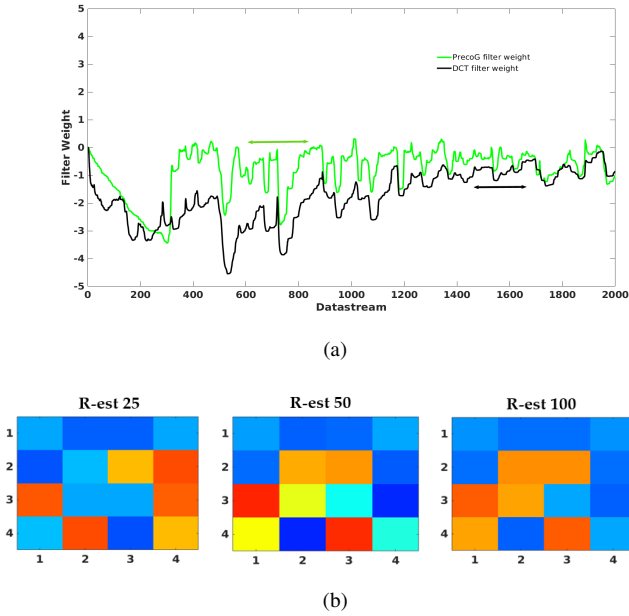 5
4
3
2
1
0
-1
-2
-3
-4
-5
Filter Weight
PrecoG filter weight
DCT filter weight
0 200 400 600 800 1000 1200 1400 1600 1800 2000
Datastream
(a)
R-est 25 R-est 50 R-est 100
1 1 1
2 2 2
3 3 3
4 4 4
1 2 3 4 1 2 3 4 1 2 3 4
(b)